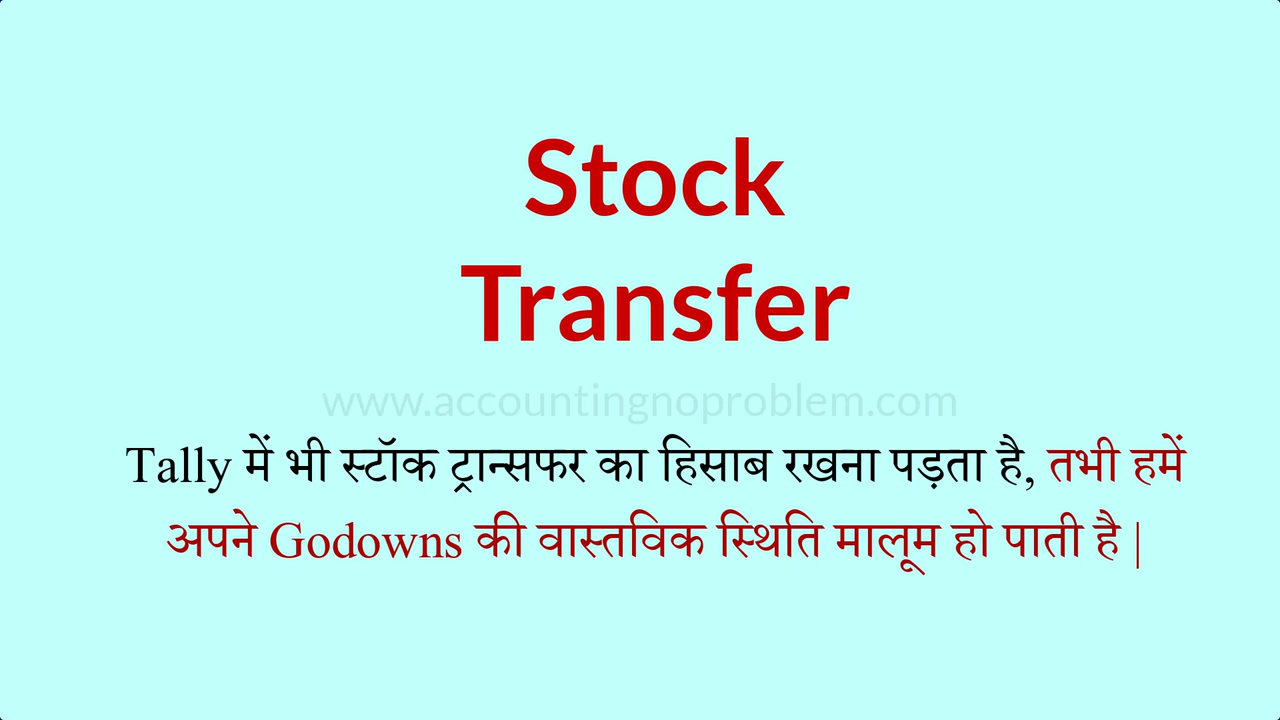 Stock
Transfer
www.accountingnoproblem.com
Tally में भी स्टॉक ट्रान्सफर का हिसाब रखना पड़ता है, तभी हमें
अपने Godowns की वास्तविक स्थिति मालूम हो पाती है |